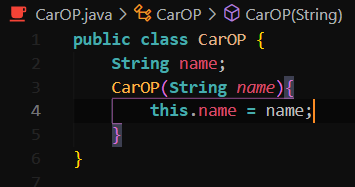 CarOP.java > CarOP > CarOP(String)
1 public class CarOP {
2 String name;
3 CarOP(String name){
4 this.name = name;
5 }
6 }
7